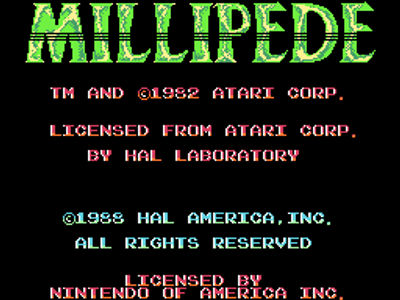 MILLIPEDE
TM AND ©1982 ATARI CORP.
LICENSED FROM ATARI CORP.
BY HAL LABORATORY
©1988 HAL AMERICA,INC.
ALL RIGHTS RESERVED
LICENSED BY
NINTENDO OF AMERICA INC.